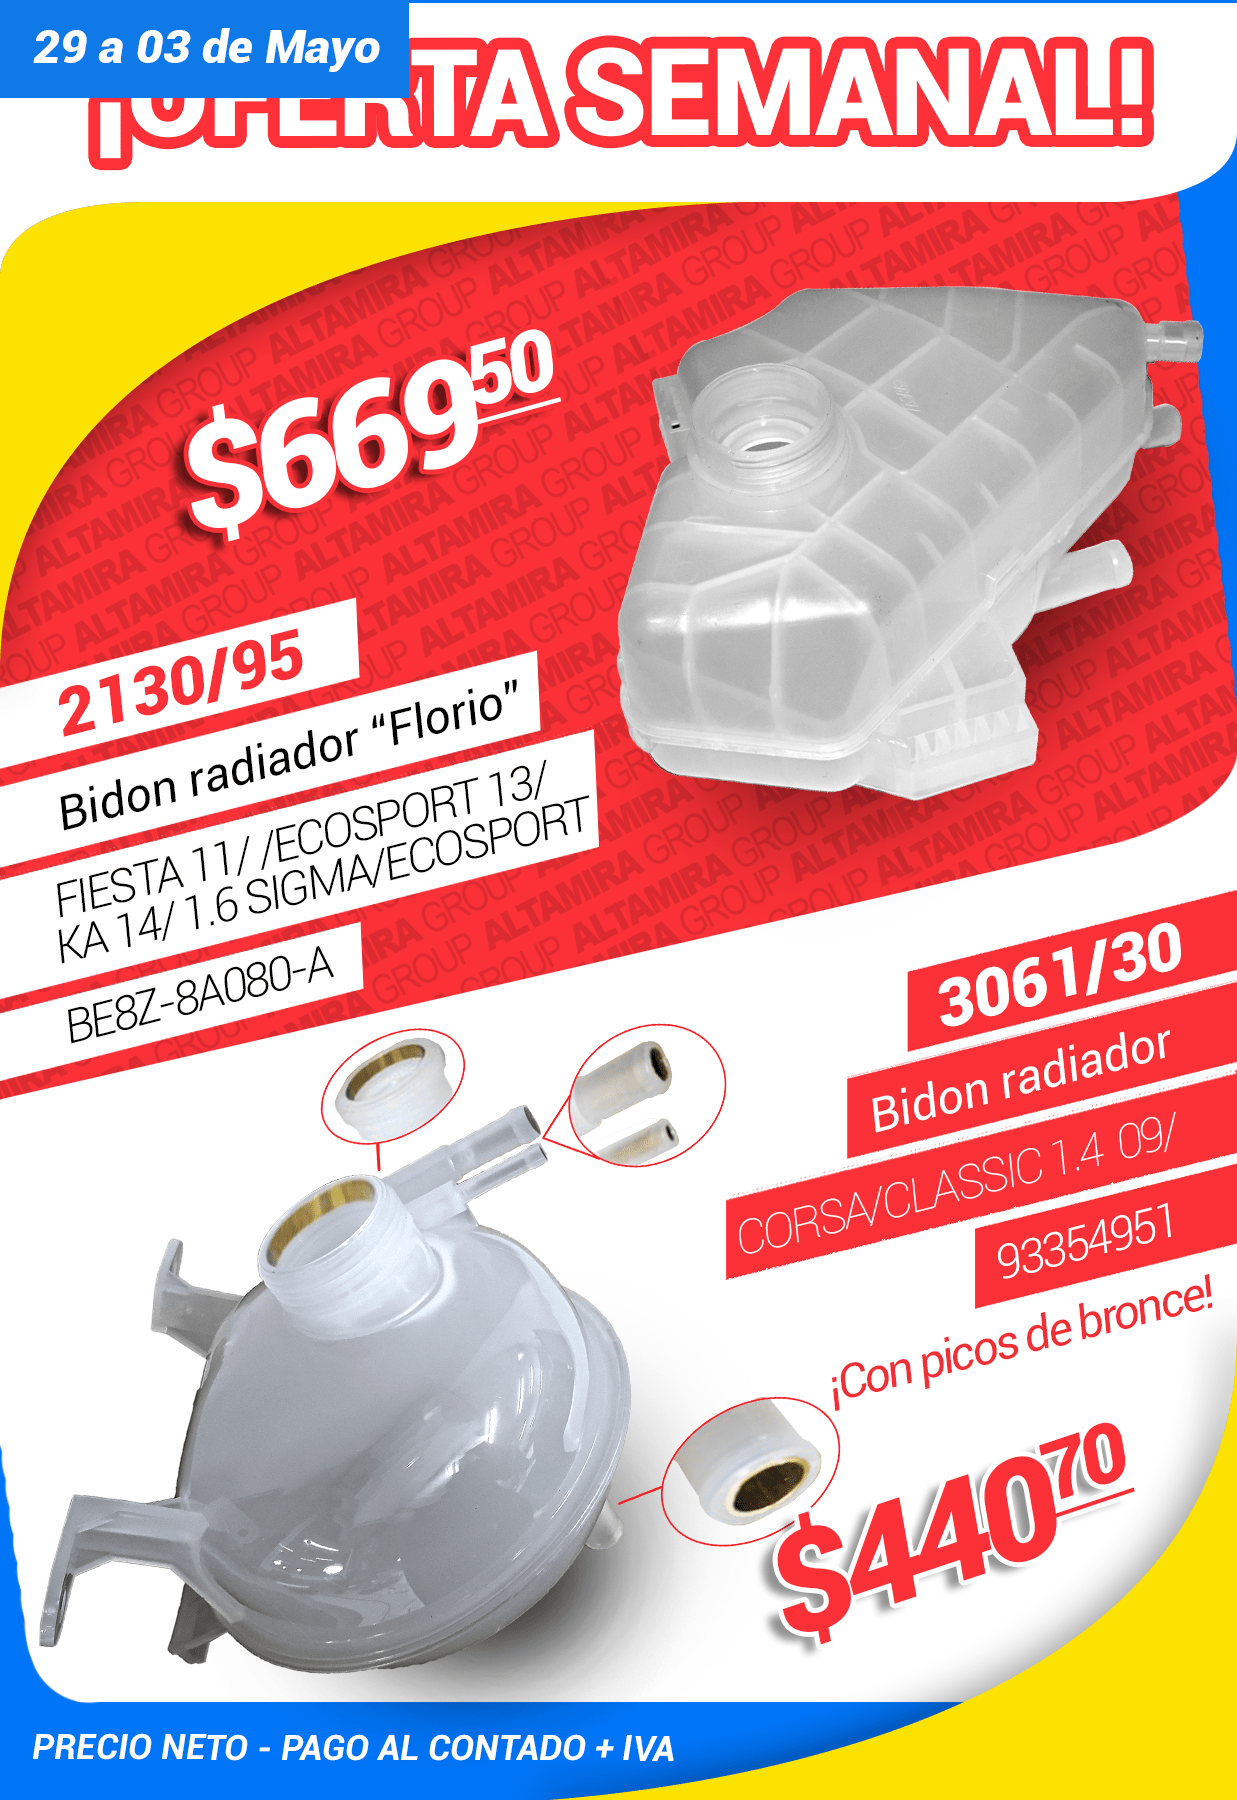 29 a 03 de Mayo
¡OFERTA SEMANAL!
ALTAMIRA GROUP
$66950
2130/95
Bidon radiador “Florio”
FIESTA 11/ /ECOSPORT 13/
KA 14/ 1.6 SIGMA/ECOSPORT
BE8Z-8A080-A
3061/30
Bidon radiador
CORSA/CLASSIC 1.4 09/
93354951
¡Con picos de bronce!
$44070
PRECIO NETO - PAGO AL CONTADO + IVA